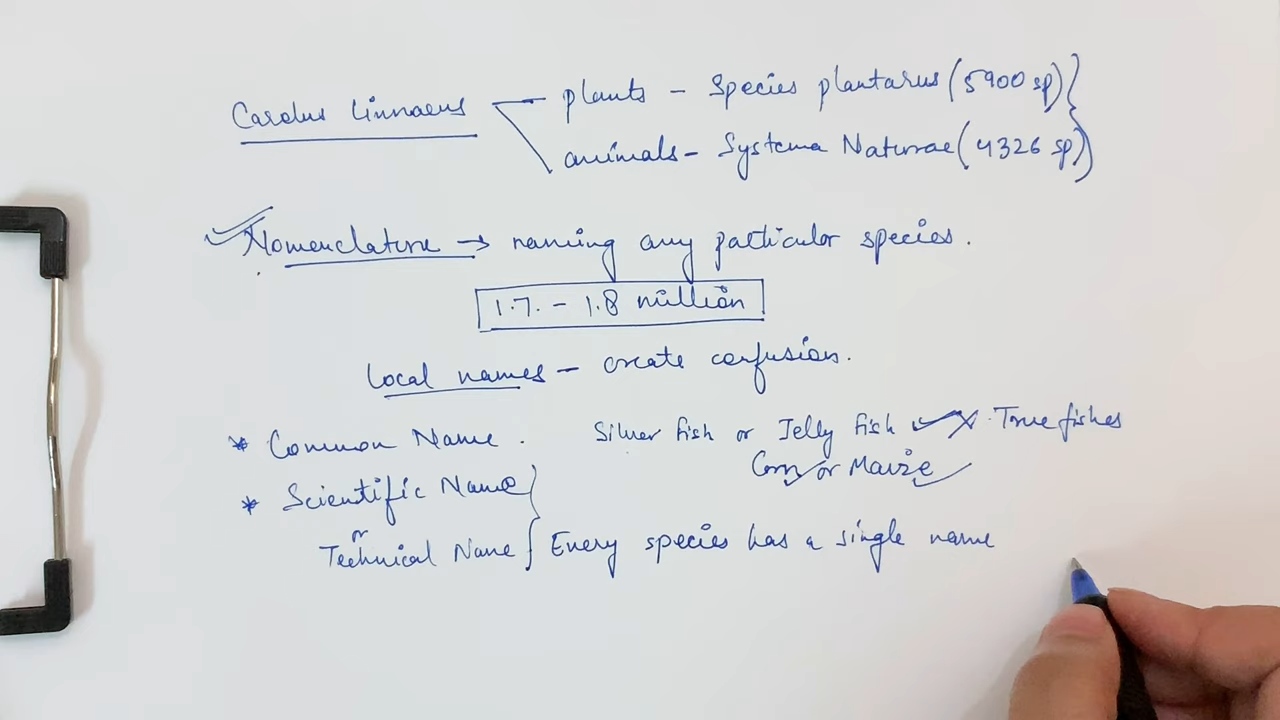 Carolus Linnaeus — plants - Species plantarus (5900 sp)
animals - Systema Naturae (4326 sp)
Nomenclature → naming any particular species.
1.7. - 1.8 million
local names - create confusion.
* Common Name . Silver fish or Jelly fish ✓ X . True fishes
Corn or Maize
* Scientific Name
or
Technical Name } Every species has a single name